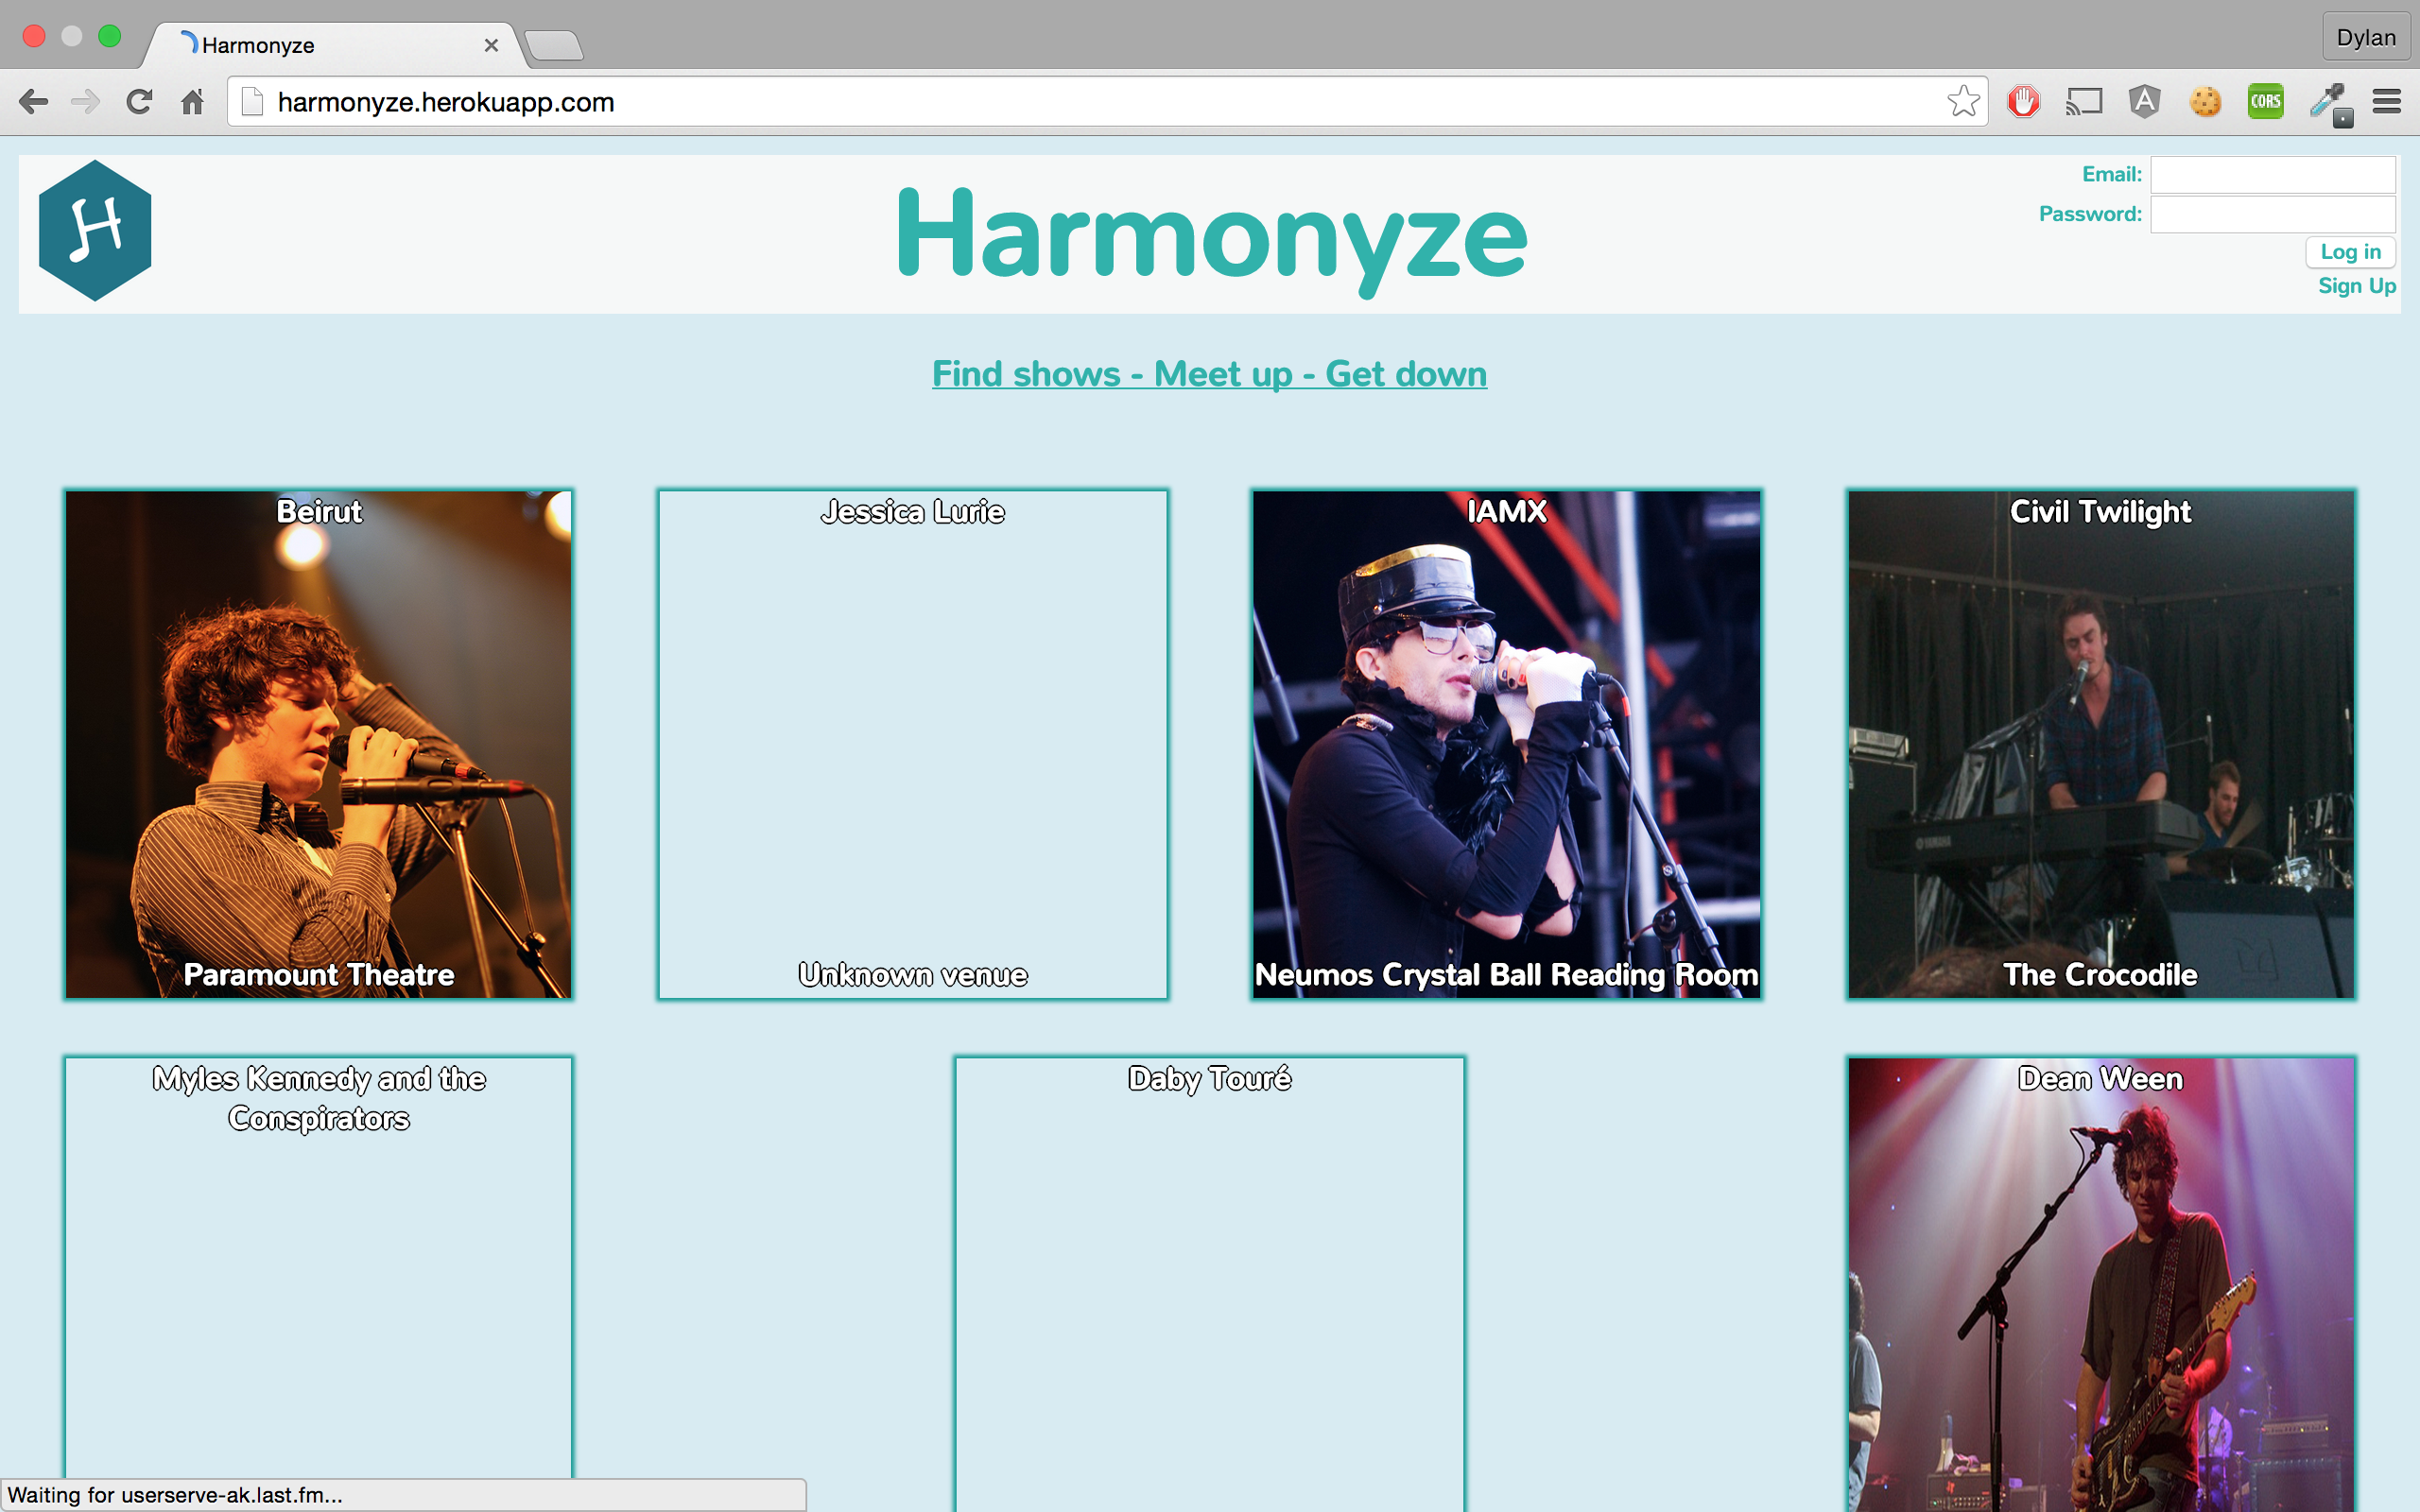 Harmonyze
Dylan
harmonyze.herokuapp.com
CORS
H
Harmonyze
Email:
Password:
Log in
Sign Up
Find shows - Meet up - Get down
Beirut
Paramount Theatre
Jessica Lurie
Unknown venue
IAMX
Neumos Crystal Ball Reading Room
Civil Twilight
YAMAHA
The Crocodile
Myles Kennedy and the
Conspirators
Daby Touré
Dean Ween
Waiting for userserve-ak.last.fm...